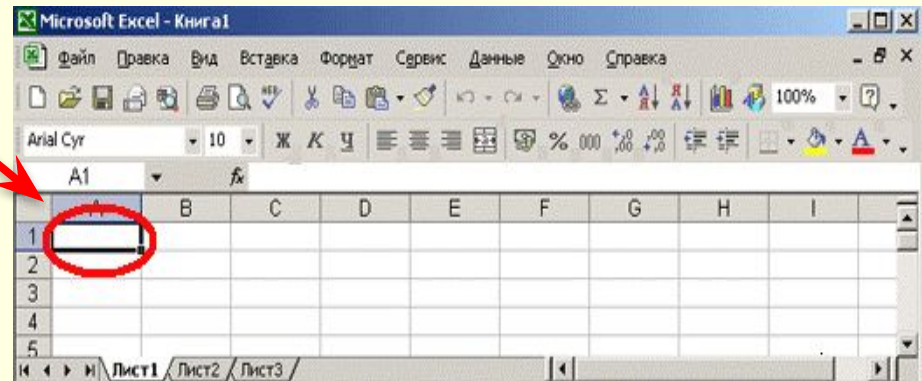 Microsoft Excel - Книга1
Файл Правка Вид Вставка Формат Сервис Данные Окно Справка
100%
Arial Cyr 10 Ж К Ч % 000
A1 fx
A B C D E F G H I
1
2
3
4
5
Лист1 Лист2 Лист3